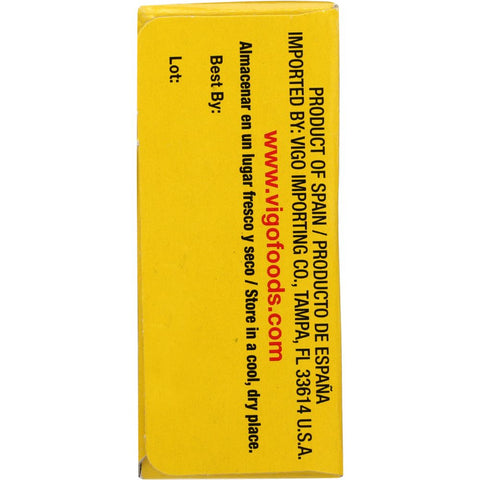 PRODUCT OF SPAIN / PRODUCTO DE ESPAÑA
IMPORTED BY: VIGO IMPORTING CO., TAMPA, FL 33614 U.S.A.
www.vigofoods.com
Almacenar en un lugar fresco y seco / Store in a cool, dry place.
Best By:
Lot: